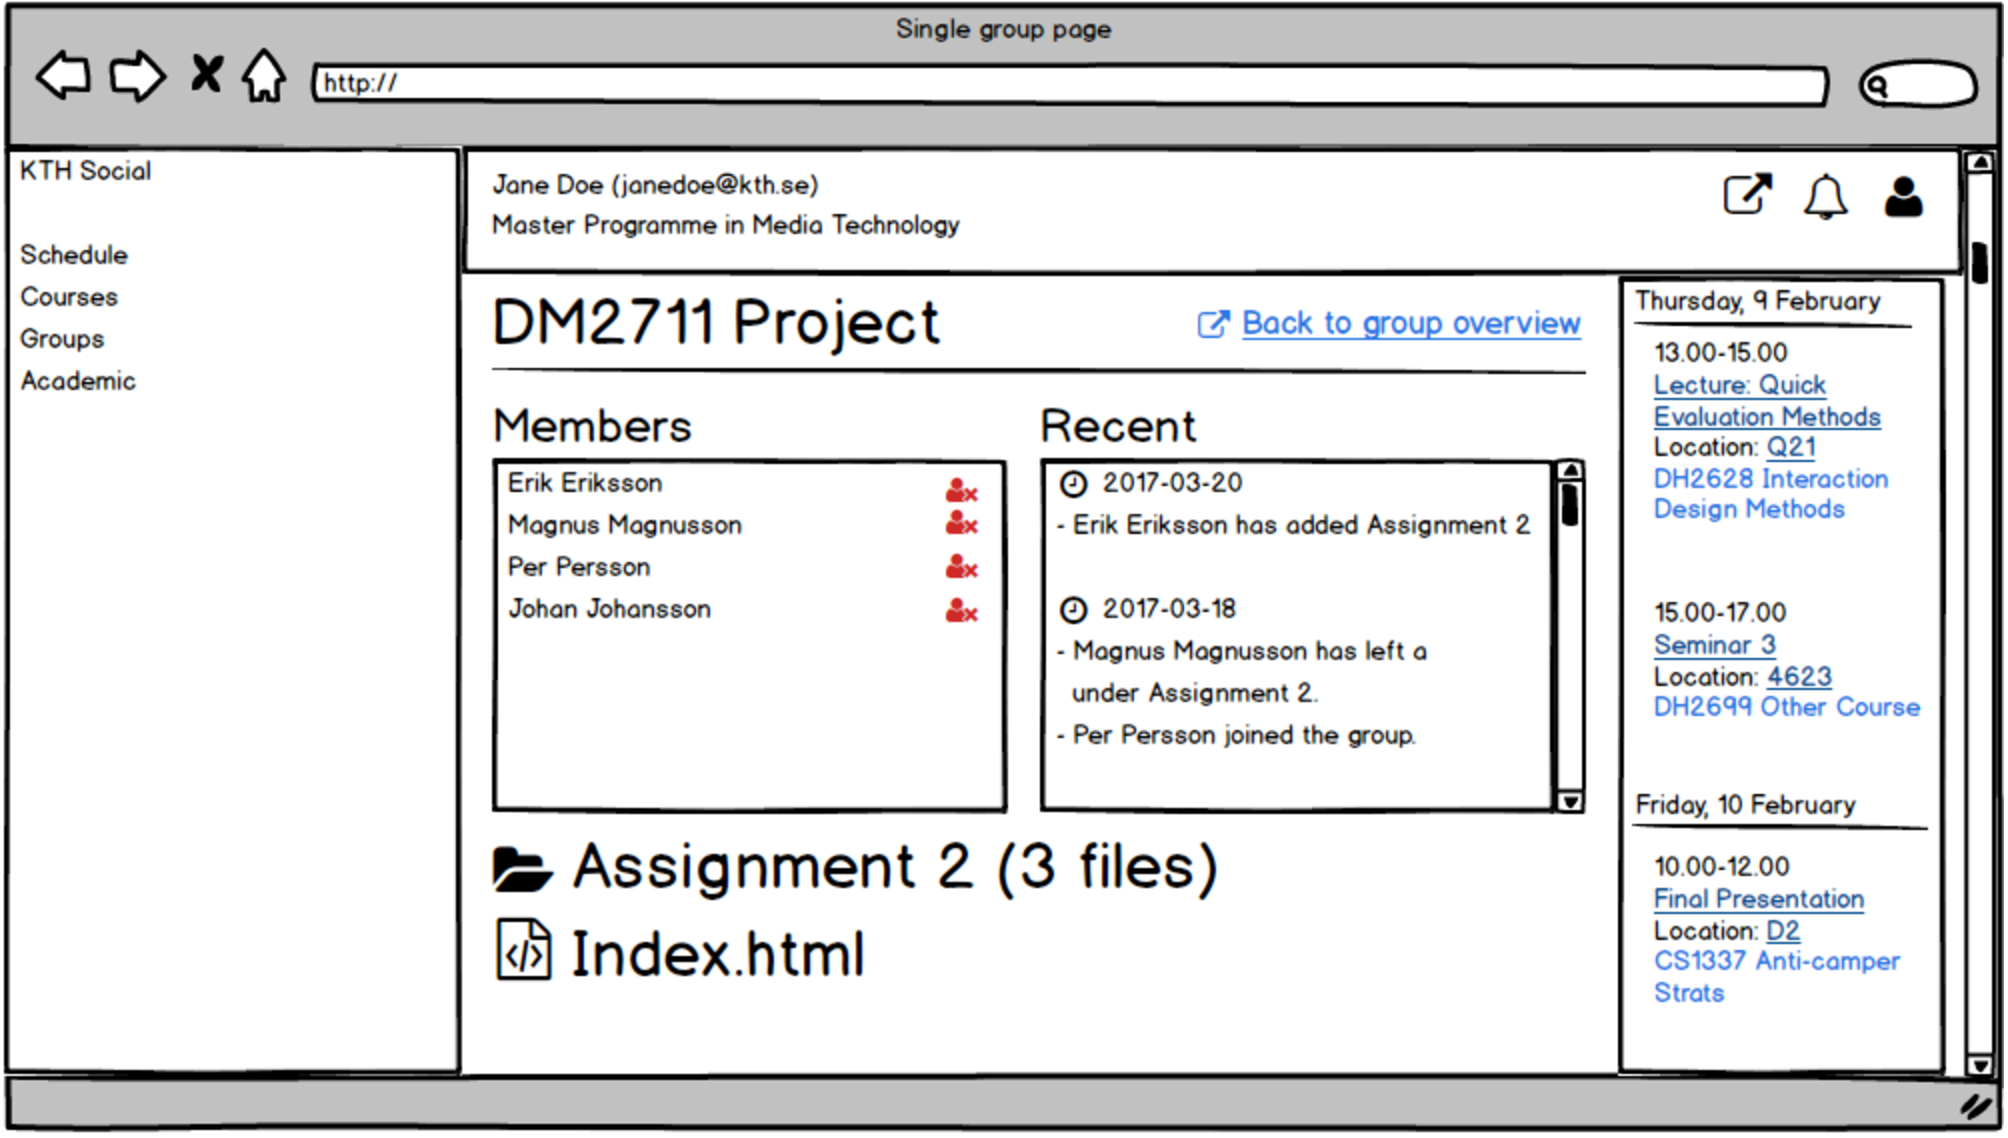 Single group page
http://
KTH Social
Schedule
Courses
Groups
Academic
Jane Doe (janedoe@kth.se)
Master Programme in Media Technology
DM2711 Project
Back to group overview
Members
Erik Eriksson
Magnus Magnusson
Per Persson
Johan Johansson
Recent
2017-03-20
- Erik Eriksson has added Assignment 2
2017-03-18
- Magnus Magnusson has left a
under Assignment 2.
- Per Persson joined the group.
Assignment 2 (3 files)
</> Index.html
Thursday, 9 February
13.00-15.00
Lecture: Quick
Evaluation Methods
Location: Q21
DH2628 Interaction
Design Methods
15.00-17.00
Seminar 3
Location: 4623
DH2699 Other Course
Friday, 10 February
10.00-12.00
Final Presentation
Location: D2
CS1337 Anti-camper
Strats